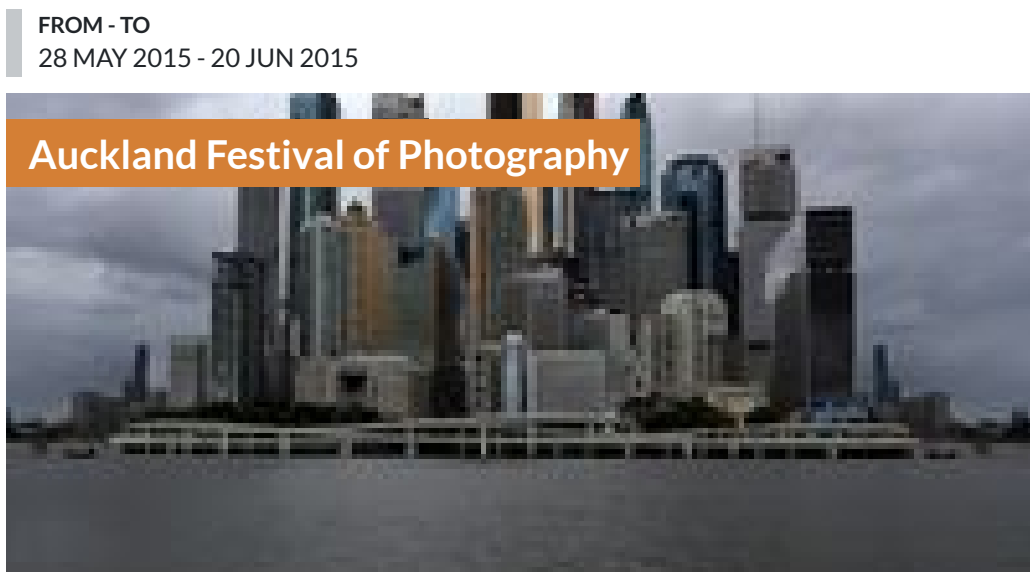 FROM - TO
28 MAY 2015 - 20 JUN 2015
Auckland Festival of Photography